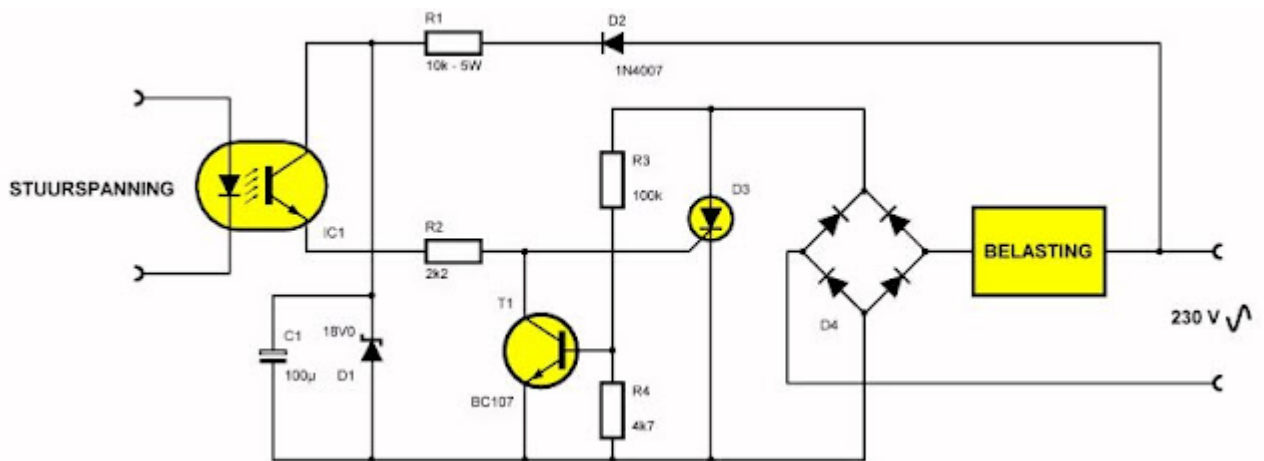 R1
10k - 5W
D2
1N4007
STUURSPANNING
IC1
R2
2k2
R3
100k
D3
BELASTING
230 V
D4
T1
BC107
C1
100µ
18V0
D1
R4
4k7